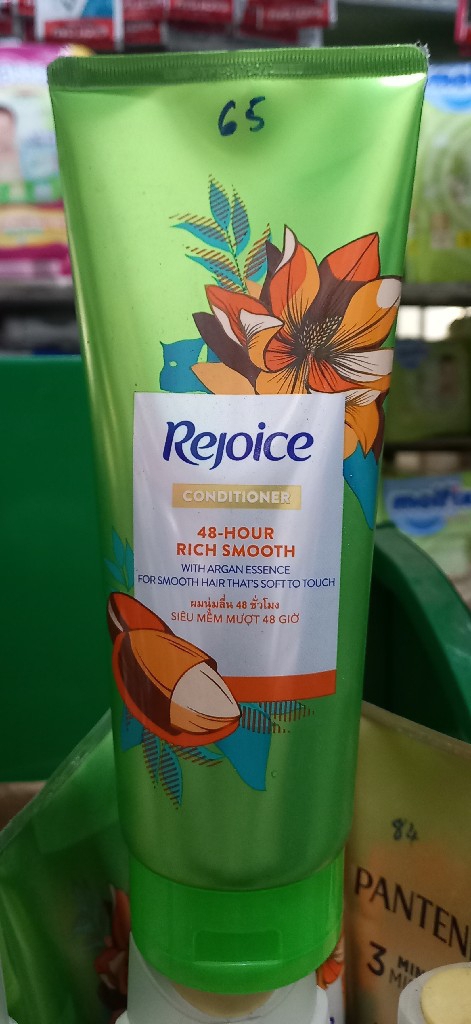 65
Rejoice
CONDITIONER
48-HOUR
RICH SMOOTH
WITH ARGAN ESSENCE
FOR SMOOTH HAIR THAT'S SOFT TO TOUCH
ผมนุ่มลื่น 48 ชั่วโมง
SIÊU MỀM MƯỢT 48 GIỜ
84
PANTEN
3 MIN